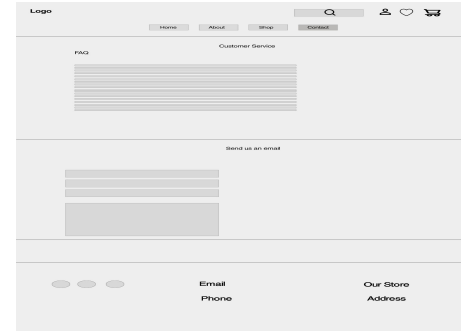 Logo
Home About Shop Contact
Customer Service
FAQ
Send us an email
Email Our Store
Phone Address